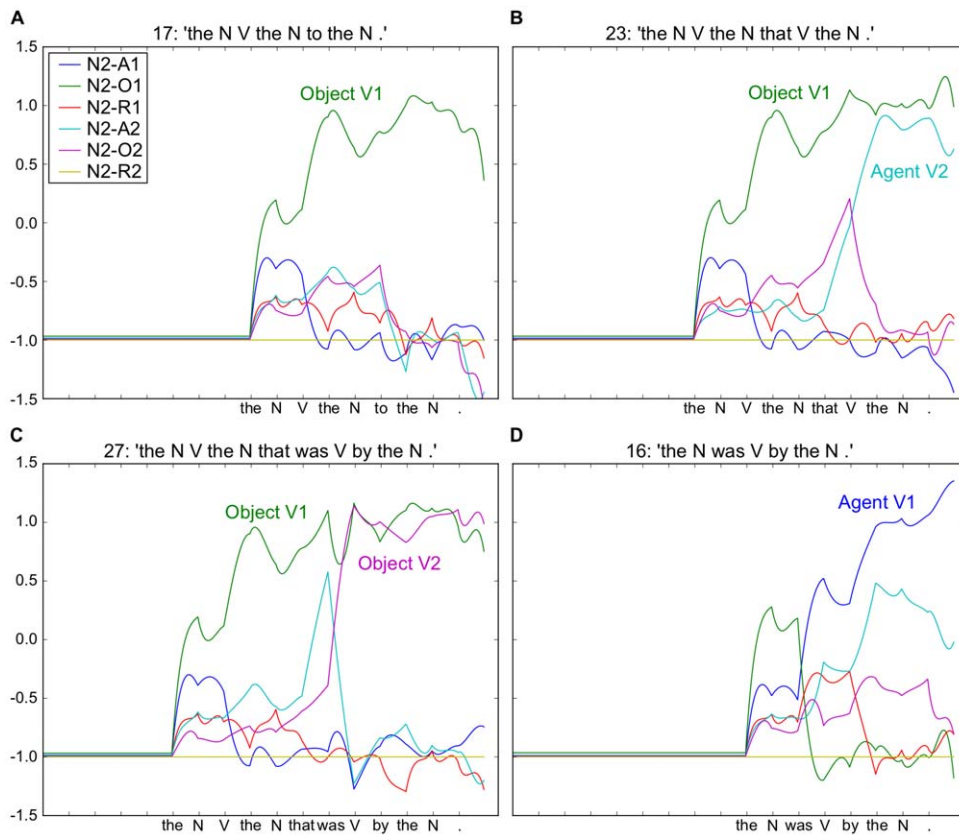 A
17: 'the N V the N to the N .'
1.5
1.0
0.5
0.0
-0.5
-1.0
-1.5
N2-A1
N2-O1
N2-R1
N2-A2
N2-O2
N2-R2
Object V1
the N V the N to the N .
B
23: 'the N V the N that V the N .'
Object V1
Agent V2
the N V the N that V the N .
C
27: 'the N V the N that was V by the N .'
1.5
1.0
0.5
0.0
-0.5
-1.0
-1.5
Object V1
Object V2
the N V the N that was V by the N .
D
16: 'the N was V by the N .'
Agent V1
the N was V by the N .